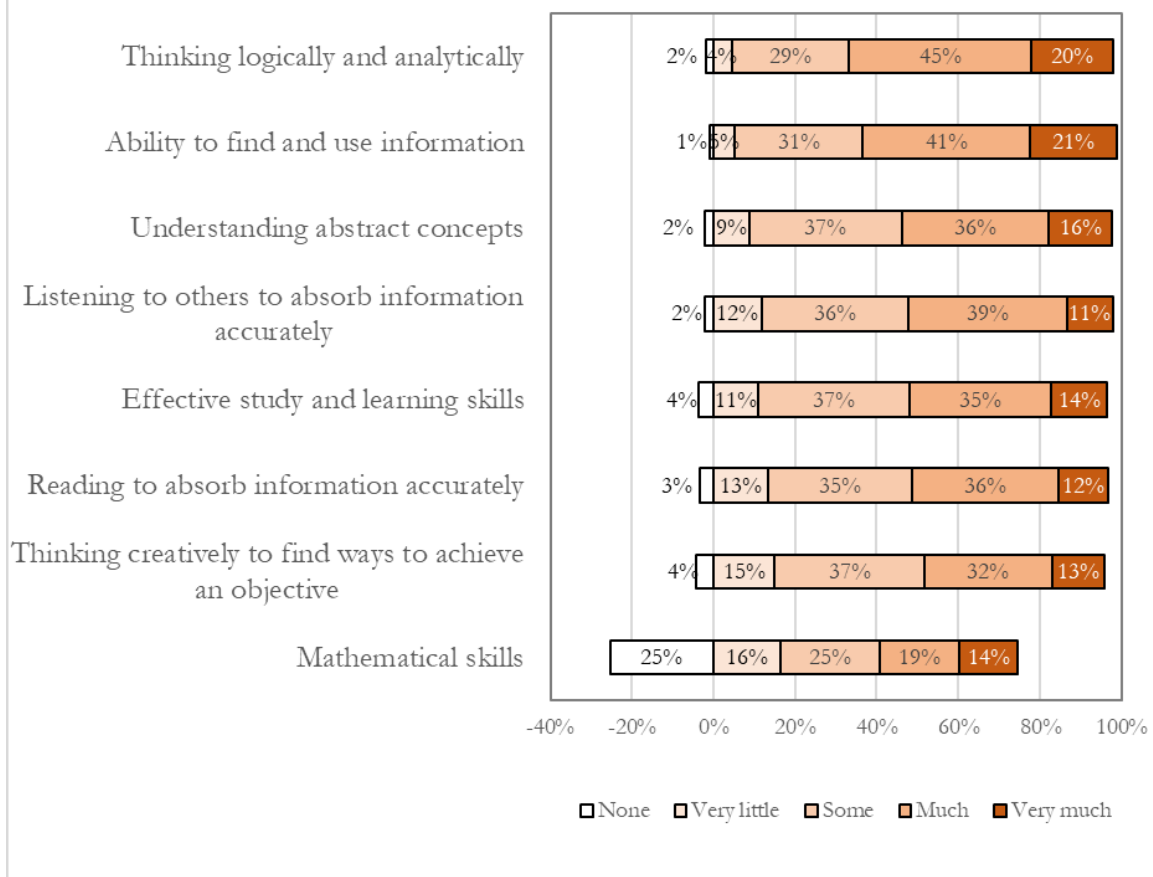 Thinking logically and analytically
2% 4% 29% 45% 20%
Ability to find and use information
1% 5% 31% 41% 21%
Understanding abstract concepts
2% 9% 37% 36% 16%
Listening to others to absorb information
accurately
2% 12% 36% 39% 11%
Effective study and learning skills
4% 11% 37% 35% 14%
Reading to absorb information accurately
3% 13% 35% 36% 12%
Thinking creatively to find ways to achieve
an objective
4% 15% 37% 32% 13%
Mathematical skills
25% 16% 25% 19% 14%
-40% -20% 0% 20% 40% 60% 80% 100%
None Very little Some Much Very much